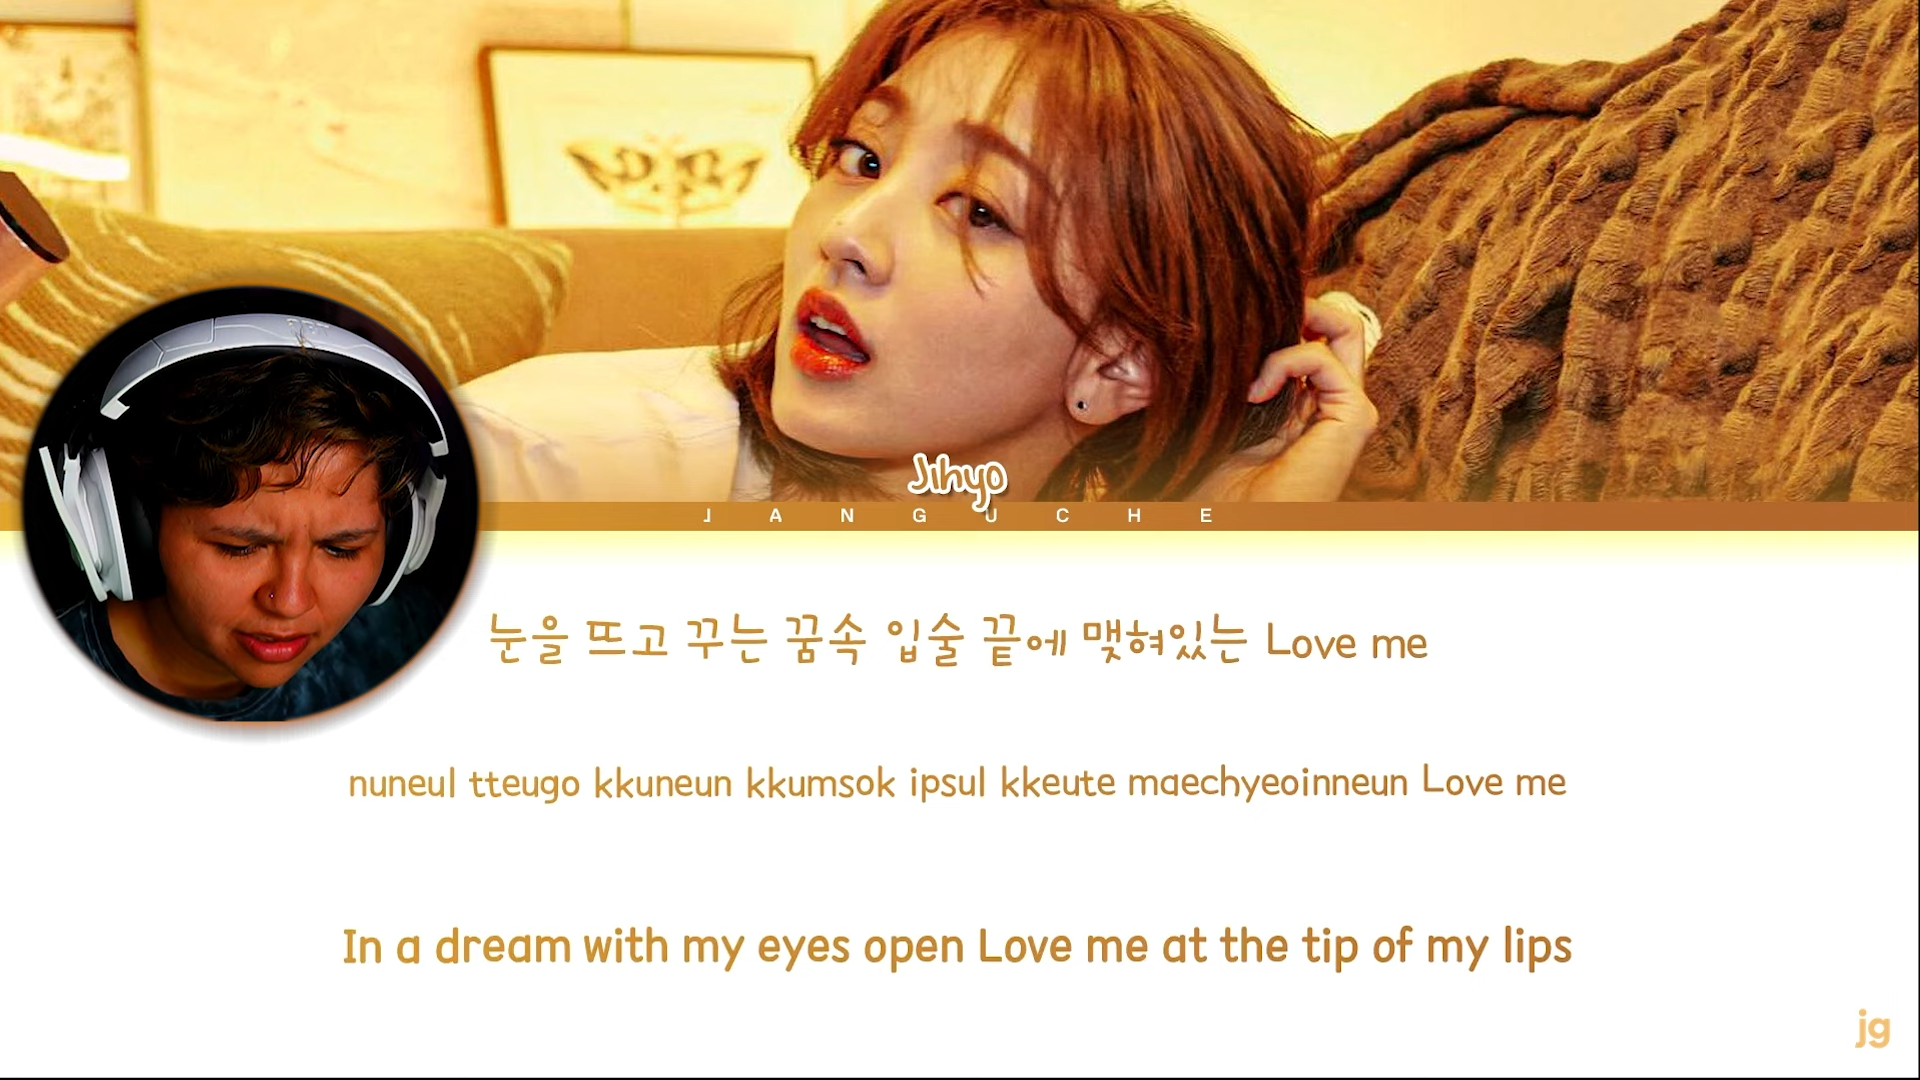 Jihyo
JANGUCHE
눈을 뜨고 꾸는 꿈속 입술 끝에 맺혀있는 Love me
nuneul tteugo kkuneun kkumsok ipsul kkeute maechyeoinneun Love me
In a dream with my eyes open Love me at the tip of my lips
jg